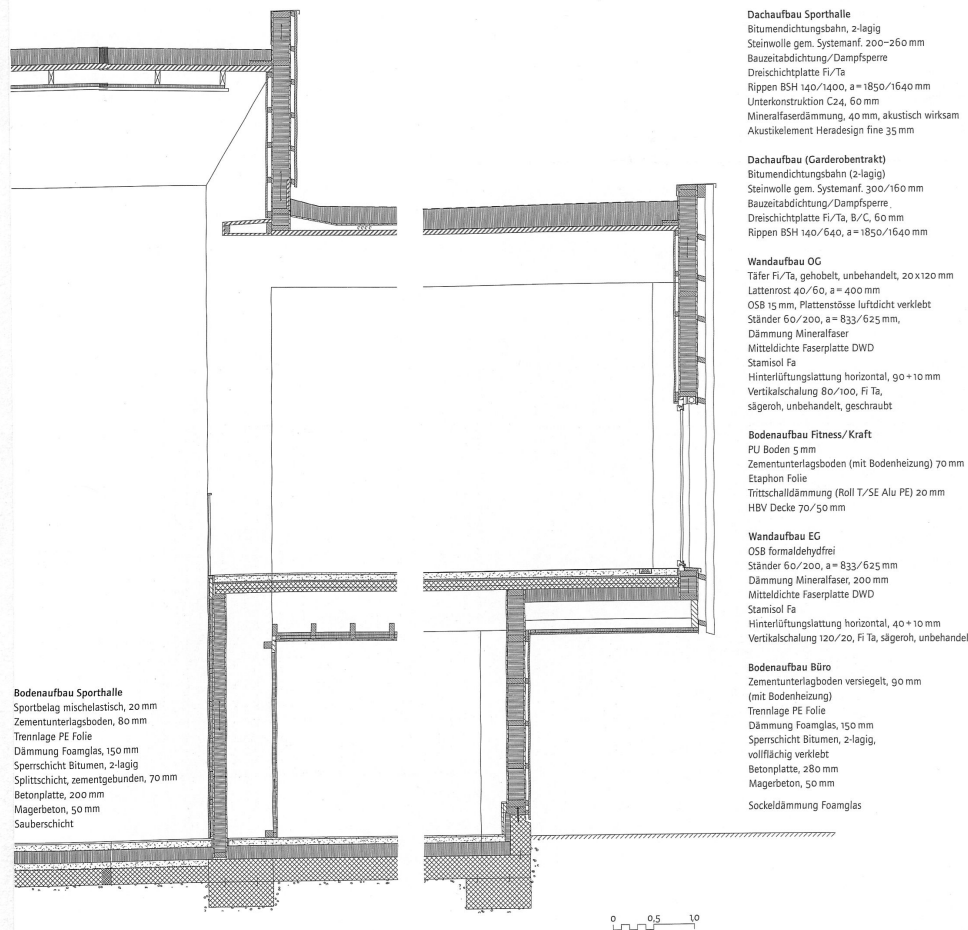 Dachaufbau Sporthalle
Bitumendichtungsbahn, 2-lagig
Steinwolle gem. Systemanf. 200–260 mm
Bauzeitabdichtung/Dampfsperre
Dreischichtplatte Fi/Ta
Rippen BSH 140/1400, a = 1850/1640 mm
Unterkonstruktion C24, 60 mm
Mineralfaserdämmung, 40 mm, akustisch wirksam
Akustikelement Heradesign fine 35 mm
Dachaufbau (Garderobentrakt)
Bitumendichtungsbahn (2-lagig)
Steinwolle gem. Systemanf. 300/160 mm
Bauzeitabdichtung/Dampfsperre
Dreischichtplatte Fi/Ta, B/C, 60 mm
Rippen BSH 140/640, a = 1850/1640 mm
Wandaufbau OG
Täfer Fi/Ta, gehobelt, unbehandelt, 20 x 120 mm
Lattenrost 40/60, a = 400 mm
OSB 15 mm, Plattenstösse luftdicht verklebt
Ständer 60/200, a = 833/625 mm,
Dämmung Mineralfaser
Mitteldichte Faserplatte DWD
Stamisol Fa
Hinterlüftungslattung horizontal, 90 + 10 mm
Vertikalschalung 80/100, Fi Ta,
sägeroh, unbehandelt, geschraubt
Bodenaufbau Fitness/Kraft
PU Boden 5 mm
Zementunterlagsboden (mit Bodenheizung) 70 mm
Etaphon Folie
Trittschalldämmung (Roll T/SE Alu PE) 20 mm
HBV Decke 70/50 mm
Wandaufbau EG
OSB formaldehydfrei
Ständer 60/200, a = 833/625 mm
Dämmung Mineralfaser, 200 mm
Mitteldichte Faserplatte DWD
Stamisol Fa
Hinterlüftungslattung horizontal, 40 + 10 mm
Vertikalschalung 120/20, Fi Ta, sägeroh, unbehandel
Bodenaufbau Büro
Zementunterlagboden versiegelt, 90 mm
(mit Bodenheizung)
Trennlage PE Folie
Dämmung Foamglas, 150 mm
Sperrschicht Bitumen, 2-lagig,
vollflächig verklebt
Betonplatte, 280 mm
Magerbeton, 50 mm
Sockeldämmung Foamglas
Bodenaufbau Sporthalle
Sportbelag mischelastisch, 20 mm
Zementunterlagsboden, 80 mm
Trennlage PE Folie
Dämmung Foamglas, 150 mm
Sperrschicht Bitumen, 2-lagig
Splittschicht, zementgebunden, 70 mm
Betonplatte, 200 mm
Magerbeton, 50 mm
Sauberschicht
0 0,5 1,0